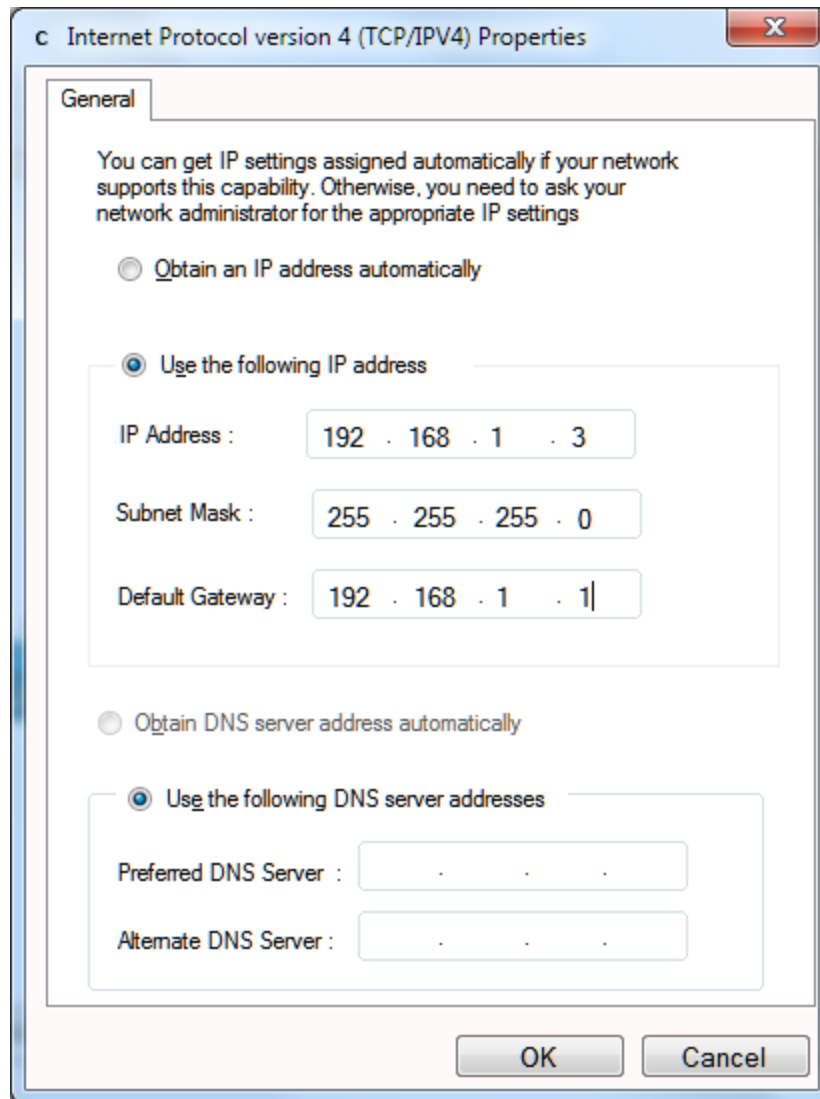 c Internet Protocol version 4 (TCP/IPV4) Properties
X
General
You can get IP settings assigned automatically if your network
supports this capability. Otherwise, you need to ask your
network administrator for the appropriate IP settings
Obtain an IP address automatically
Use the following IP address
IP Address : 192 . 168 . 1 . 3
Subnet Mask : 255 . 255 . 255 . 0
Default Gateway : 192 . 168 . 1 . 1
Obtain DNS server address automatically
Use the following DNS server addresses
Preferred DNS Server : . . .
Alternate DNS Server : . . .
OK Cancel